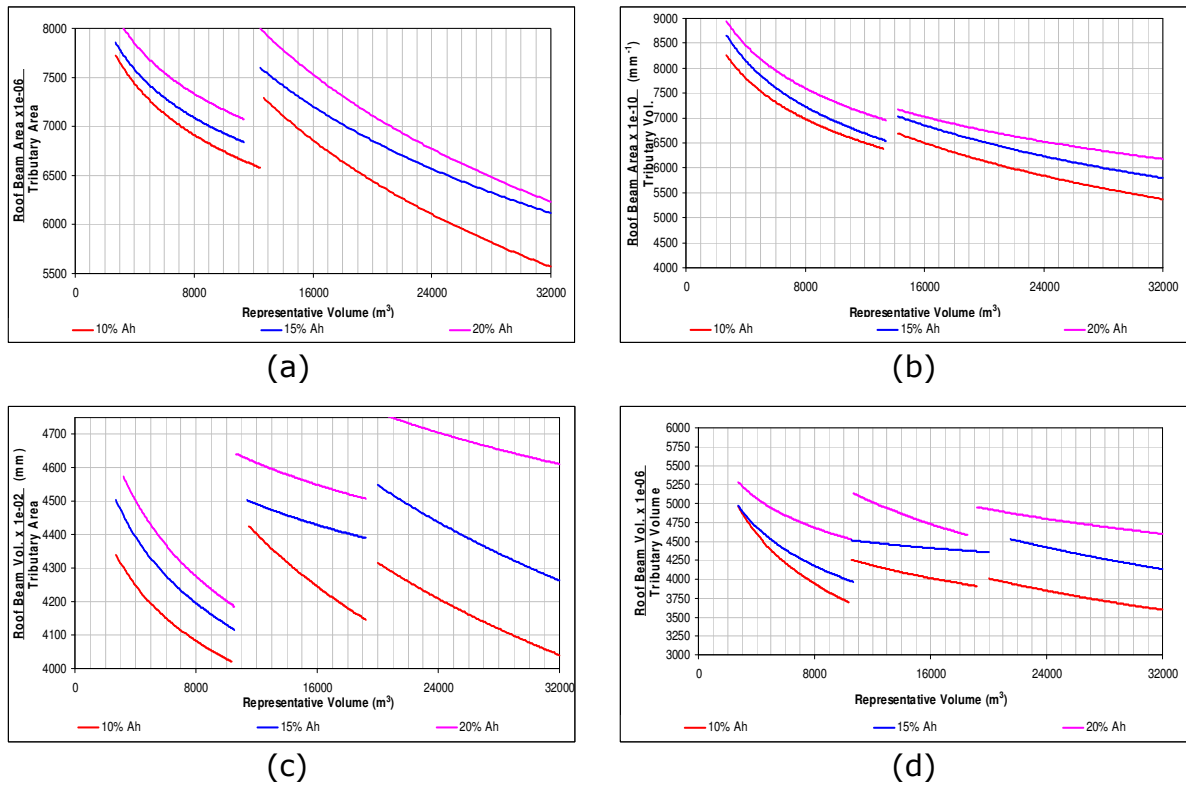 Roof Beam Area x1e-06
Tributary Area
8000
7500
7000
6500
6000
5500
0
8000
16000
24000
32000
Representative Volume (m³)
10% Ah
15% Ah
20% Ah
(a)
Roof Beam Area x 1e-10 (mm⁻¹)
Tributary Vol.
9000
8500
8000
7500
7000
6500
6000
5500
5000
4500
4000
0
8000
16000
24000
32000
Representative Volume (m³)
10% Ah
15% Ah
20% Ah
(b)
Roof Beam Vol. x 1e-02 (mm)
Tributary Area
4700
4600
4500
4400
4300
4200
4100
4000
0
8000
16000
24000
32000
Representative Volume (m³)
10% Ah
15% Ah
20% Ah
(c)
Roof Beam Vol. x 1e-06
Tributary Volume
6000
5750
5500
5250
5000
4750
4500
4250
4000
3750
3500
3250
3000
0
8000
16000
24000
32000
Representative Volume (m³)
10% Ah
15% Ah
20% Ah
(d)